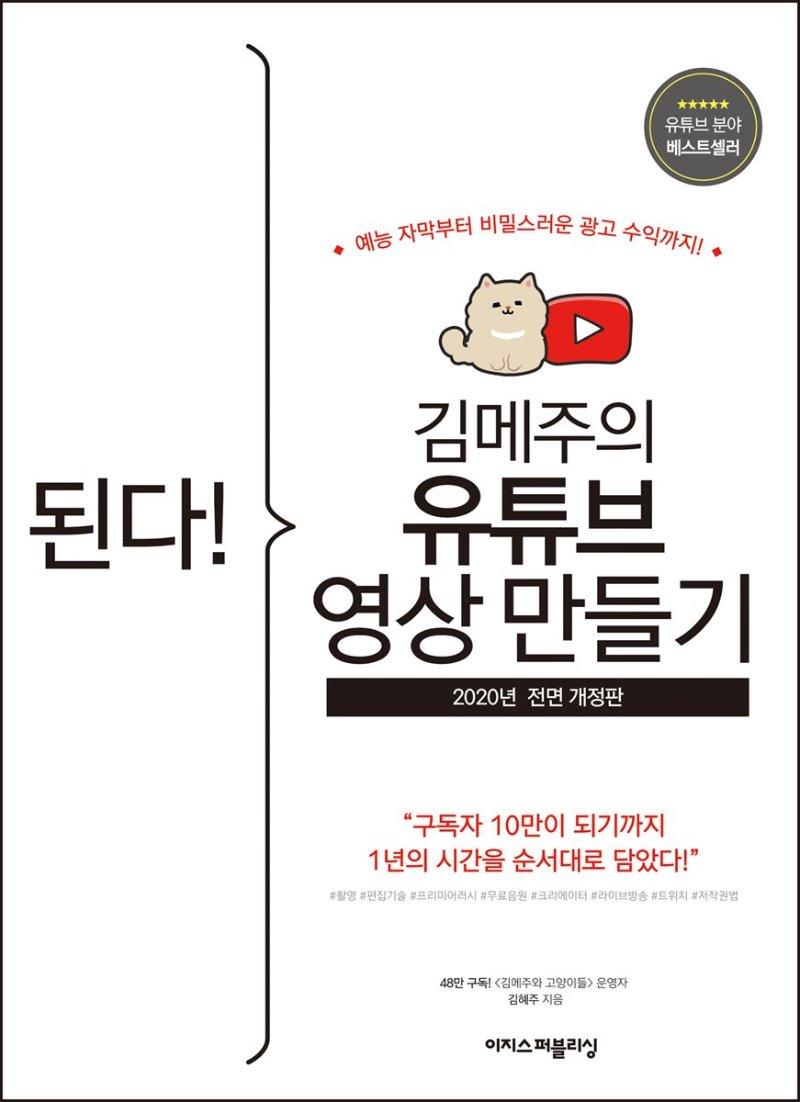 ★★★★★
유튜브 분야
베스트셀러
예능 자막부터 비밀스러운 광고 수익까지!
된다!
김메주의
유튜브
영상 만들기
2020년 전면 개정판
“구독자 10만이 되기까지
1년의 시간을 순서대로 담았다!”
#촬영 #편집기술 #프리미어러시 #무료음원 #크리에이터 #라이브방송 #트위치 #저작권법
48만 구독! <김메주와 고양이들> 운영자
김혜주 지음
이지스퍼블리싱